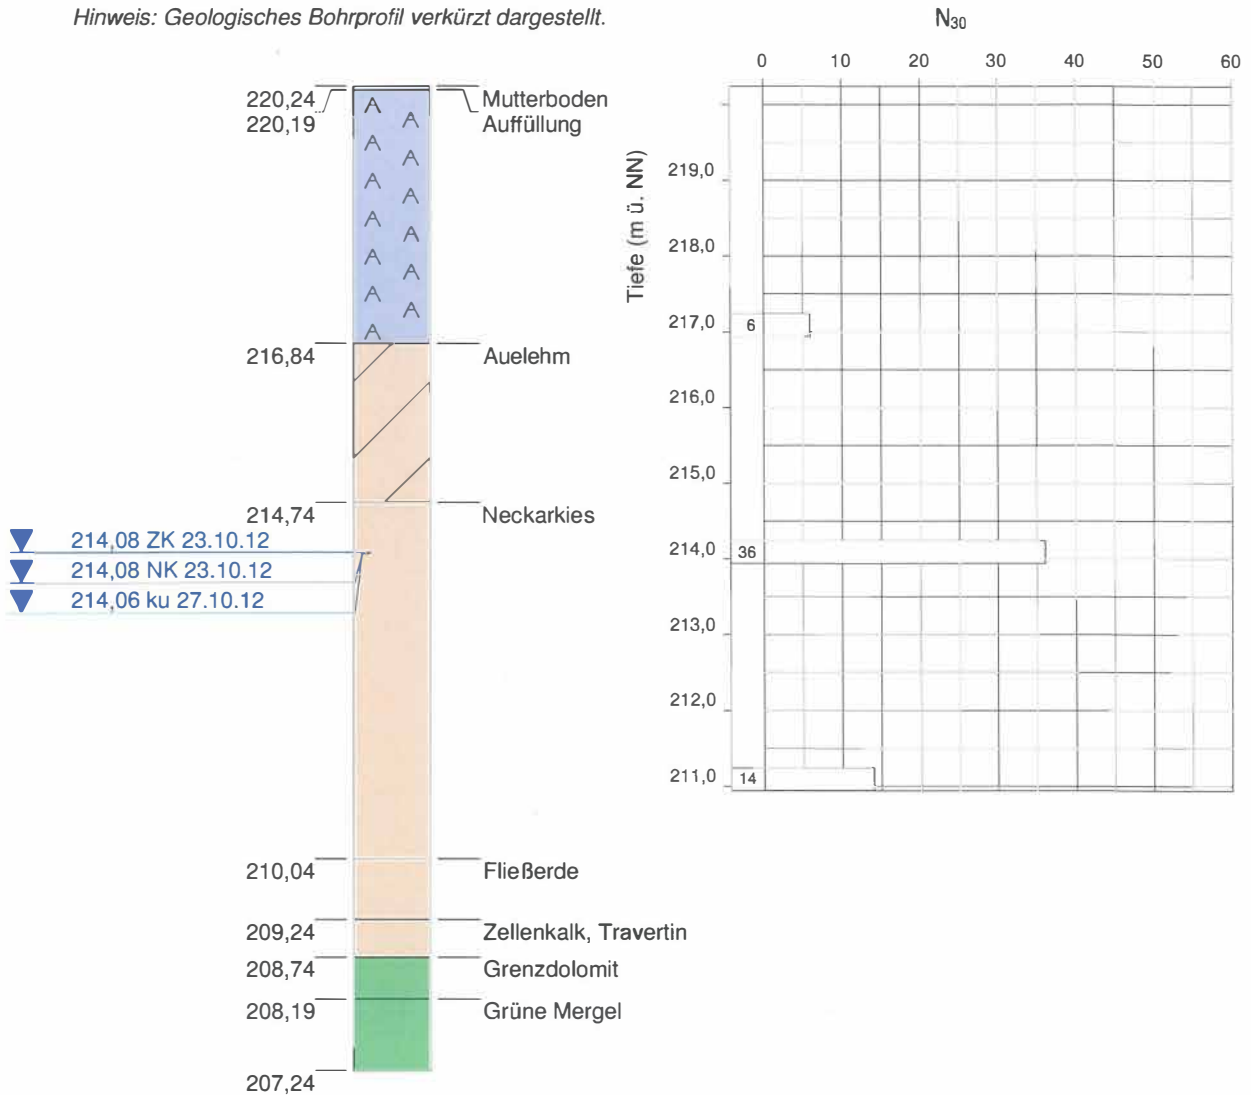 Hinweis: Geologisches Bohrprofil verkürzt dargestellt.
N30
0 10 20 30 40 50 60
220,24 Mutterboden
220,19 Auffüllung
216,84 Auelehm
214,74 Neckarkies
214,08 ZK 23.10.12
214,08 NK 23.10.12
214,06 ku 27.10.12
210,04 Fließerde
209,24 Zellenkalk, Travertin
208,74 Grenzdolomit
208,19 Grüne Mergel
207,24
Tiefe (m ü. NN)
219,0
218,0
217,0
6
216,0
215,0
214,0
36
213,0
212,0
211,0
14
A A
A A
A A
A A
A A
A A
A